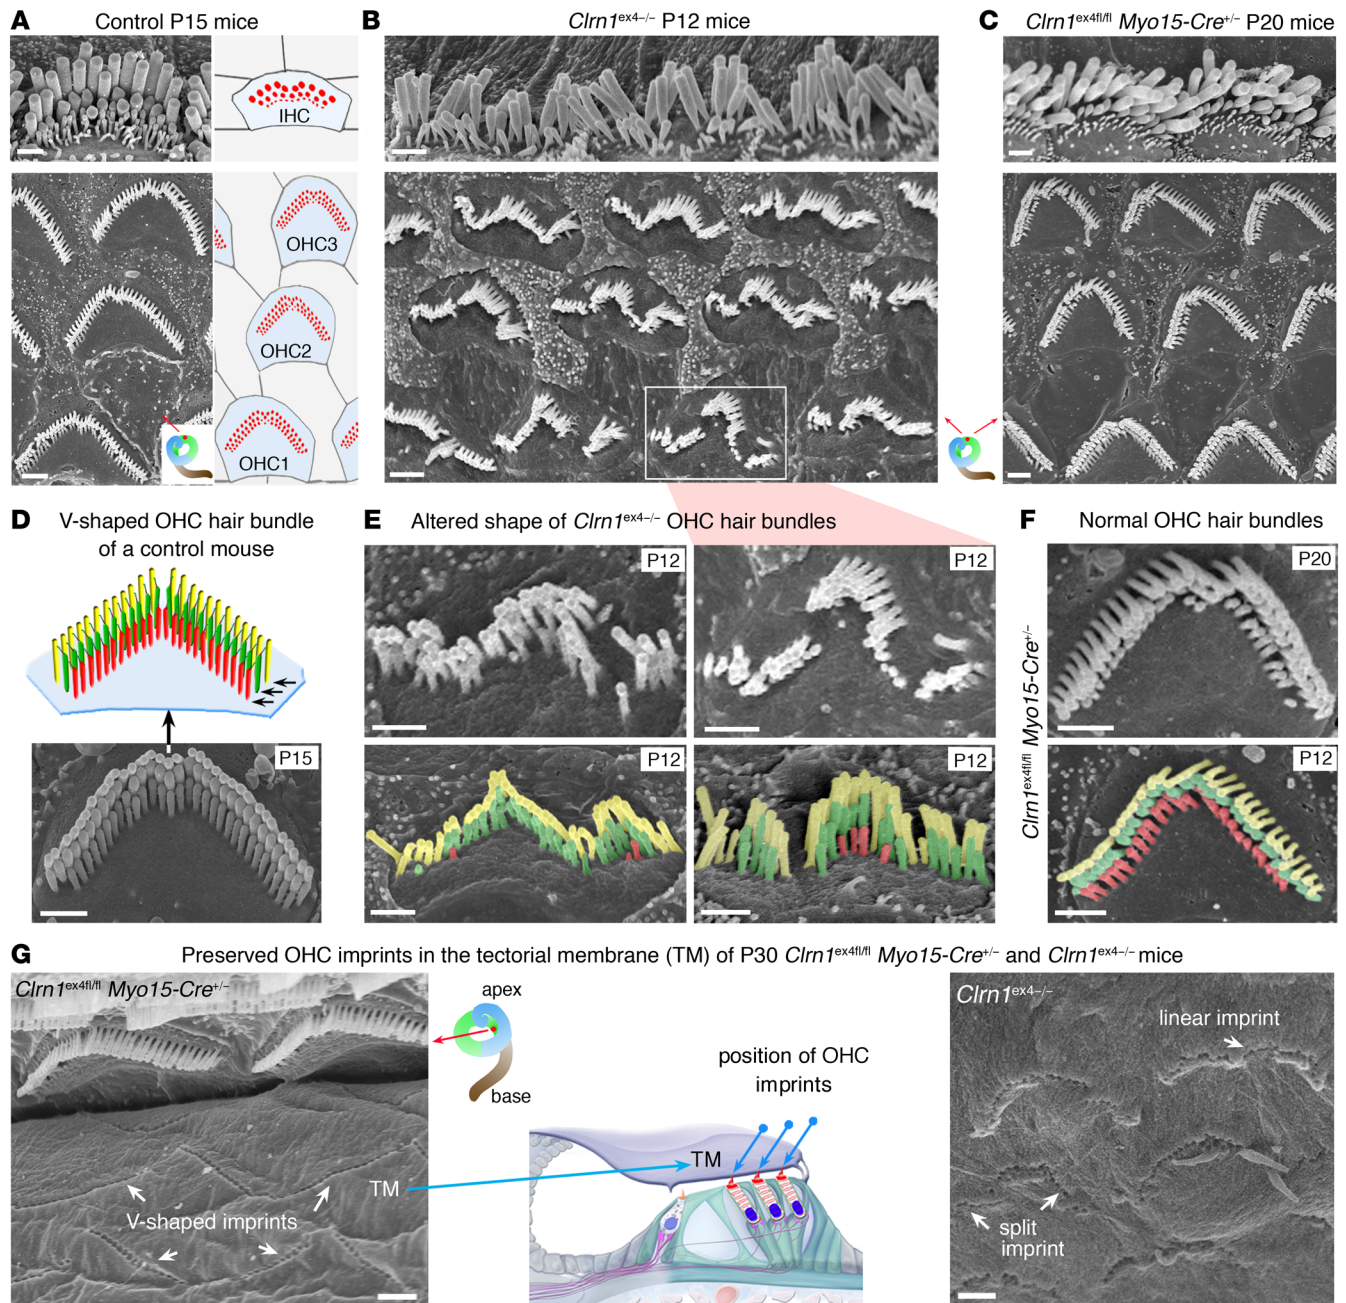 A Control P15 mice
IHC
OHC3
OHC2
OHC1
B Clrn1ex4–/– P12 mice
C Clrn1ex4fl/fl Myo15-Cre+/– P20 mice
D V-shaped OHC hair bundle
of a control mouse
P15
E Altered shape of Clrn1ex4–/– OHC hair bundles
P12
P12
P12
P12
F Normal OHC hair bundles
Clrn1ex4fl/fl Myo15-Cre+/–
P20
P12
G Preserved OHC imprints in the tectorial membrane (TM) of P30 Clrn1ex4fl/fl Myo15-Cre+/– and Clrn1ex4–/– mice
Clrn1ex4fl/fl Myo15-Cre+/–
V-shaped imprints
TM
apex
base
position of OHC
imprints
TM
Clrn1ex4–/–
linear imprint
split
imprint